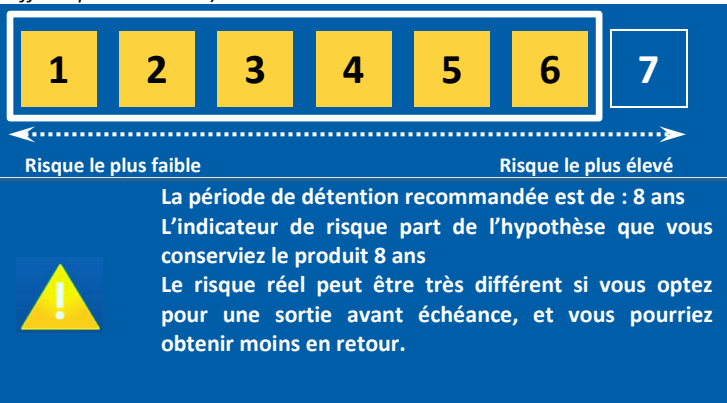 1 2 3 4 5 6 7
Risque le plus faible Risque le plus élevé
La période de détention recommandée est de : 8 ans
L’indicateur de risque part de l’hypothèse que vous
conserviez le produit 8 ans
Le risque réel peut être très différent si vous optez
pour une sortie avant échéance, et vous pourriez
obtenir moins en retour.